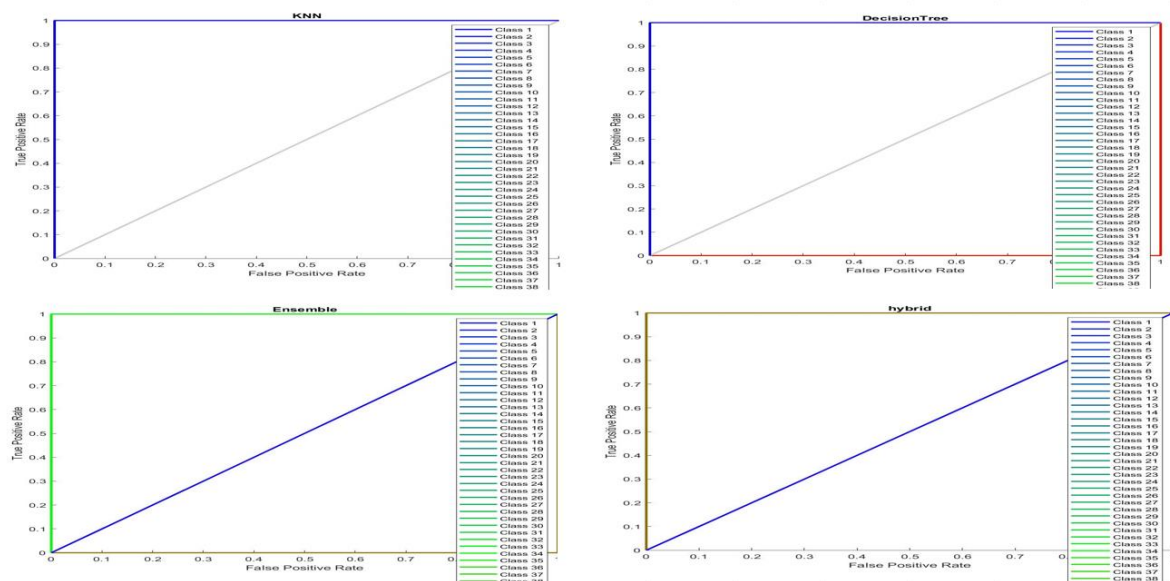 KNN
1
0.9
0.8
0.7
0.6
0.5
0.4
0.3
0.2
0.1
0
True Positive Rate
0 0.1 0.2 0.3 0.4 0.5 0.6 0.7 1
False Positive Rate
Class 1
Class 2
Class 3
Class 4
Class 5
Class 6
Class 7
Class 8
Class 9
Class 10
Class 11
Class 12
Class 13
Class 14
Class 15
Class 16
Class 17
Class 18
Class 19
Class 20
Class 21
Class 22
Class 23
Class 24
Class 25
Class 26
Class 27
Class 28
Class 29
Class 30
Class 31
Class 32
Class 33
Class 34
Class 35
Class 36
Class 37
Class 38
DecisionTree
1
0.9
0.8
0.7
0.6
0.5
0.4
0.3
0.2
0.1
0
True Positive Rate
0 0.1 0.2 0.3 0.4 0.5 0.6 0.7 1
False Positive Rate
Class 1
Class 2
Class 3
Class 4
Class 5
Class 6
Class 7
Class 8
Class 9
Class 10
Class 11
Class 12
Class 13
Class 14
Class 15
Class 16
Class 17
Class 18
Class 19
Class 20
Class 21
Class 22
Class 23
Class 24
Class 25
Class 26
Class 27
Class 28
Class 29
Class 30
Class 31
Class 32
Class 33
Class 34
Class 35
Class 36
Class 37
Class 38
Ensemble
1
0.9
0.8
0.7
0.6
0.5
0.4
0.3
0.2
0.1
0
True Positive Rate
0 0.1 0.2 0.3 0.4 0.5 0.6 0.7 1
False Positive Rate
Class 1
Class 2
Class 3
Class 4
Class 5
Class 6
Class 7
Class 8
Class 9
Class 10
Class 11
Class 12
Class 13
Class 14
Class 15
Class 16
Class 17
Class 18
Class 19
Class 20
Class 21
Class 22
Class 23
Class 24
Class 25
Class 26
Class 27
Class 28
Class 29
Class 30
Class 31
Class 32
Class 33
Class 34
Class 35
Class 36
Class 37
hybrid
1
0.9
0.8
0.7
0.6
0.5
0.4
0.3
0.2
0.1
0
True Positive Rate
0 0.1 0.2 0.3 0.4 0.5 0.6 0.7 1
False Positive Rate
Class 1
Class 2
Class 3
Class 4
Class 5
Class 6
Class 7
Class 8
Class 9
Class 10
Class 11
Class 12
Class 13
Class 14
Class 15
Class 16
Class 17
Class 18
Class 19
Class 20
Class 21
Class 22
Class 23
Class 24
Class 25
Class 26
Class 27
Class 28
Class 29
Class 30
Class 31
Class 32
Class 33
Class 34
Class 35
Class 36
Class 37
Class 38